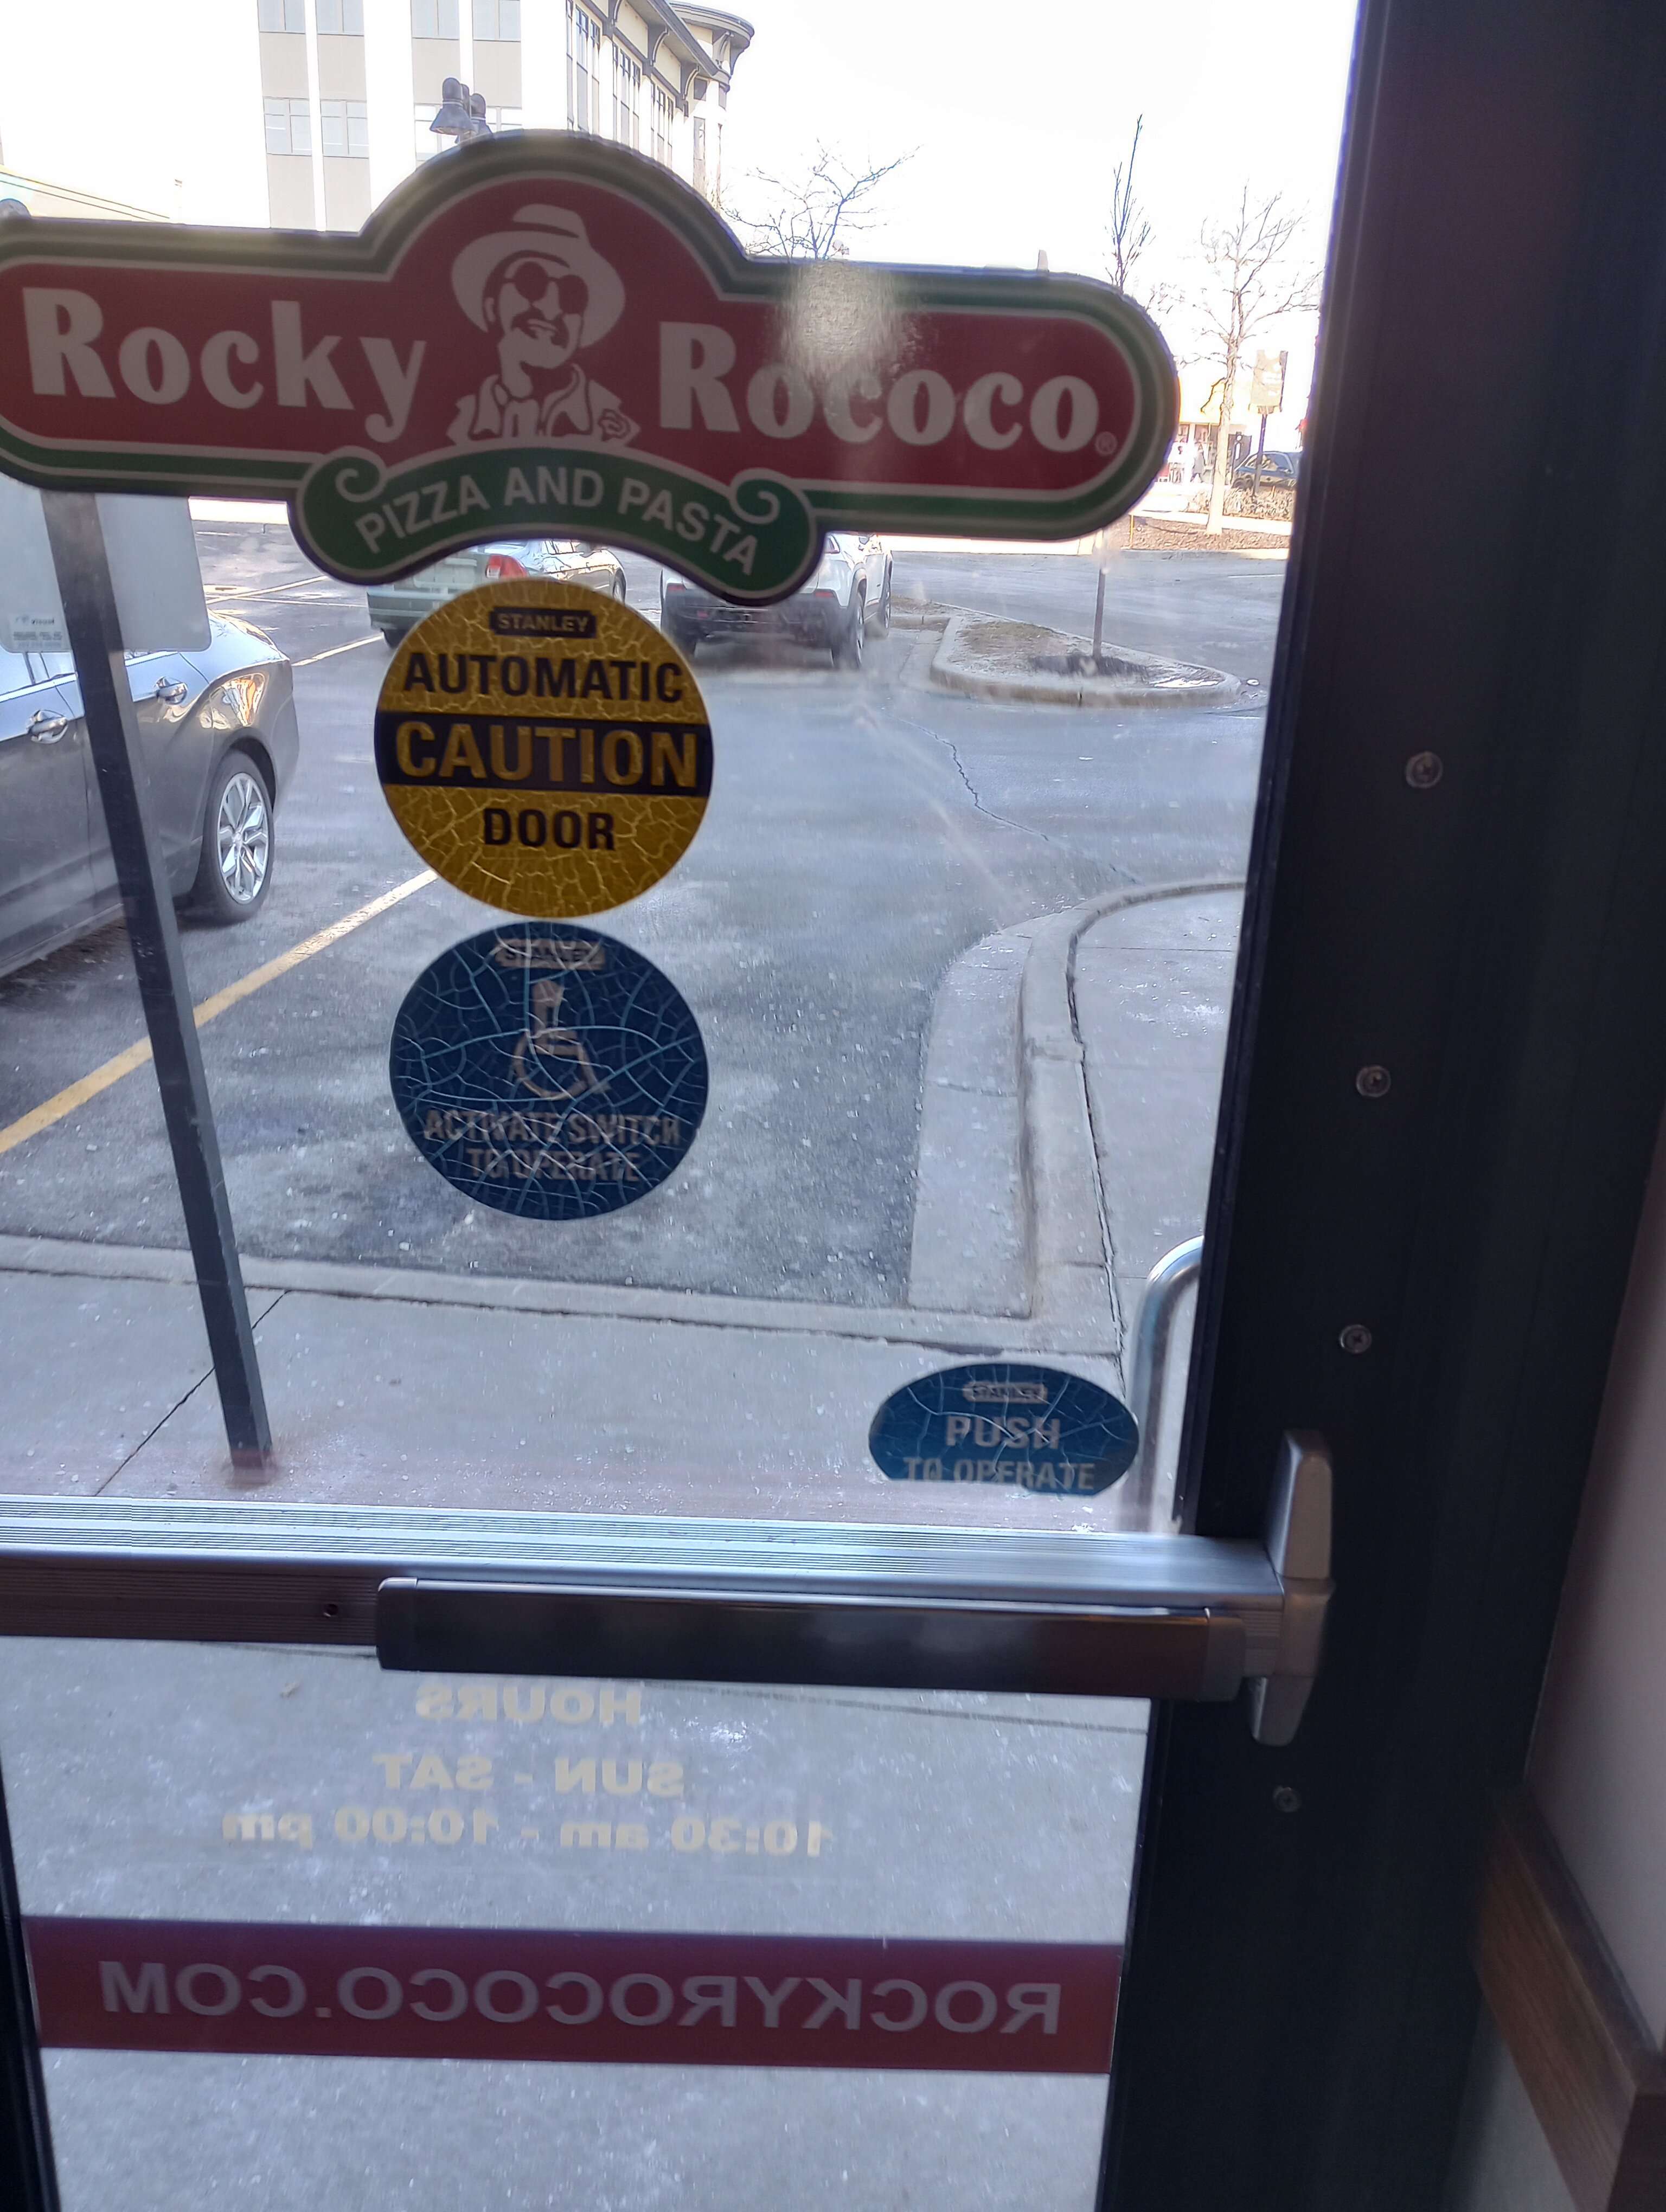 Rocky Rococo®
PIZZA AND PASTA
STANLEY
AUTOMATIC
CAUTION
DOOR
STANLEY
ACTIVATE SWITCH
TO OPERATE
STANLEY
PUSH
TO OPERATE
HOURS
SUN - SAT
10:30 am - 10:00 pm
ROCKYROCOCO.COM